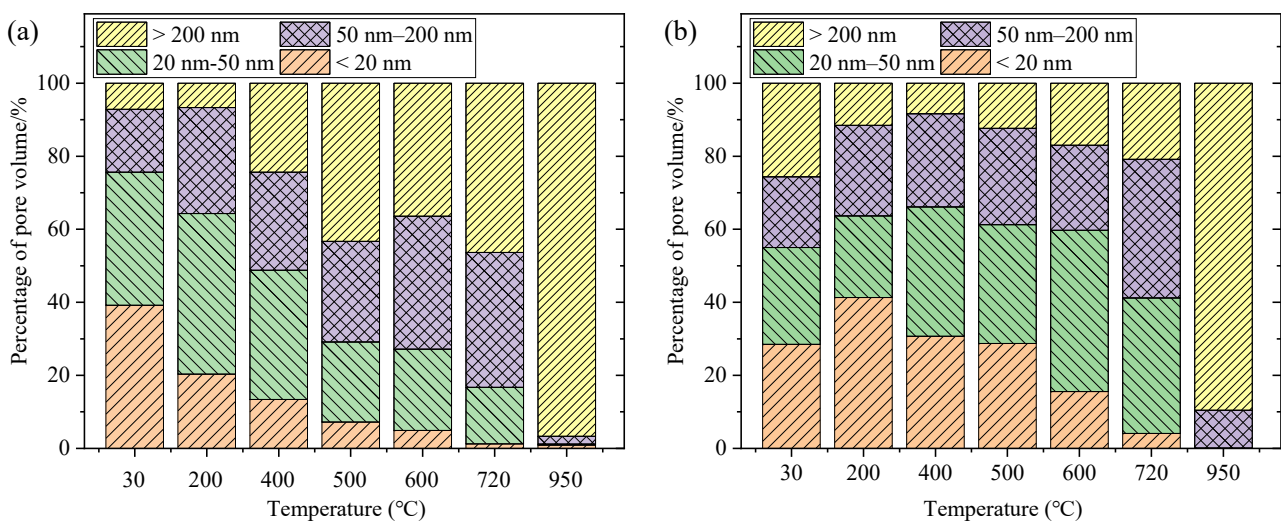 (a)
> 200 nm 50 nm–200 nm
20 nm-50 nm < 20 nm
100
80
60
40
20
0
Percentage of pore volume/%
30 200 400 500 600 720 950
Temperature (℃)
(b)
> 200 nm 50 nm–200 nm
20 nm–50 nm < 20 nm
100
80
60
40
20
0
Percentage of pore volume/%
30 200 400 500 600 720 950
Temperature (℃)